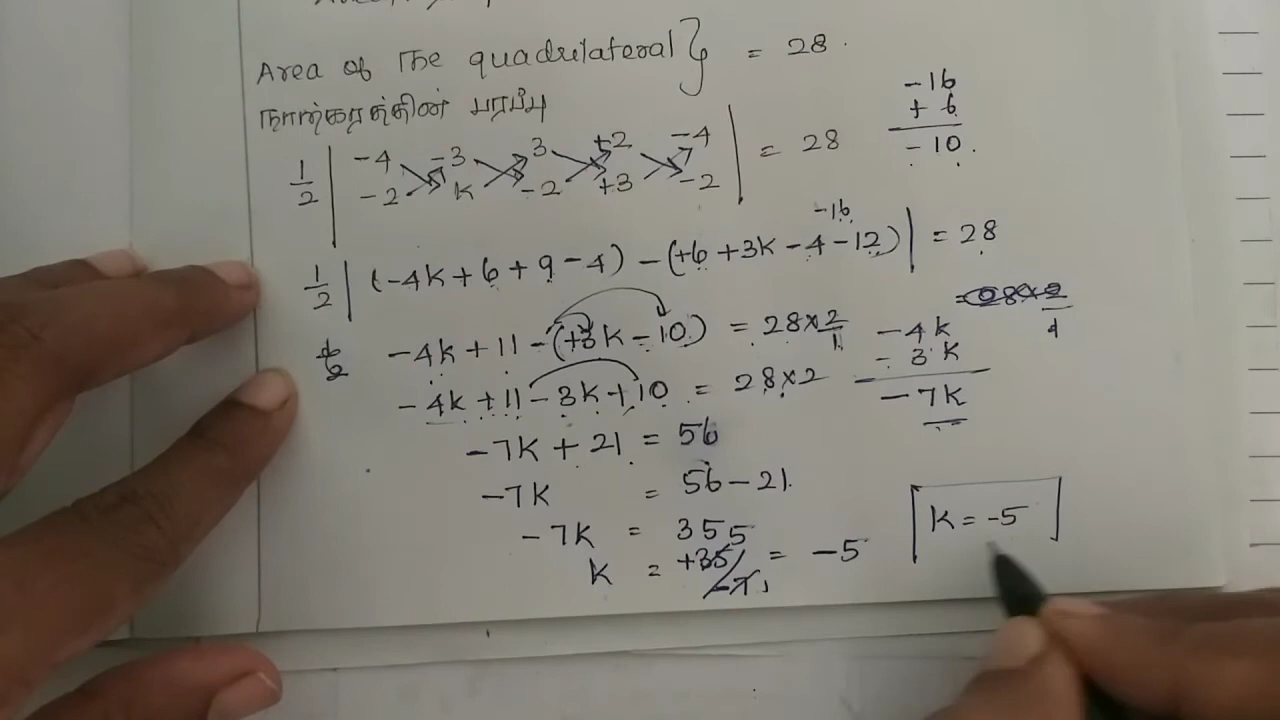 Area of The quadrilateral } = 28.
நாற்கரத்தின் பரப்பு
-16
+ 6
-10.
1/2 | -4 -3 3 +2 -4 | = 28
-2 k -2 +3 -2
-16
1/2 | (-4k + 6 + 9 - 4) - (+6 + 3k - 4 - 12) | = 28
-4k + 11 - (+3k - 10) = 28×2/1
-4k + 11 - 3k + 10 = 28×2
-4k
-3k
-7k
-7k + 21 = 56
-7k = 56 - 21
-7k = 35
k = +35/-7 = -5
k = -5